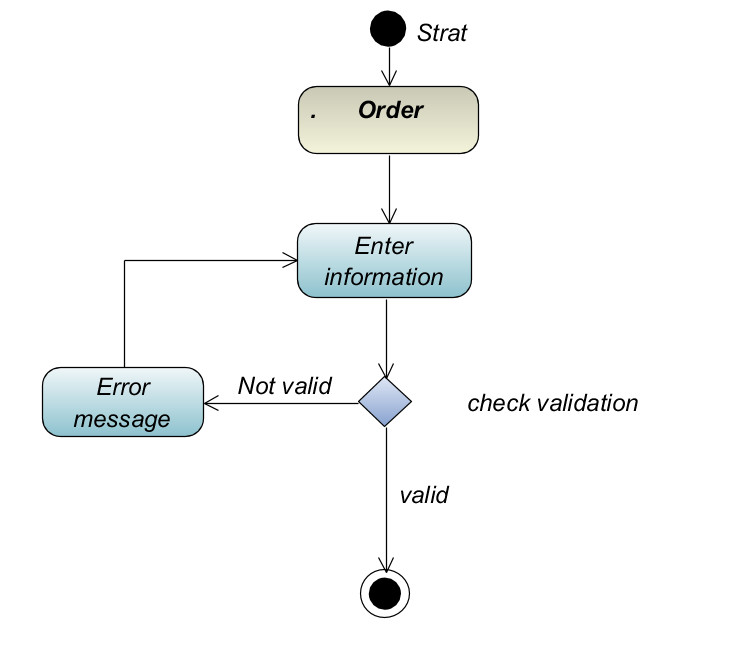 Strat
. Order
Enter
information
Error
message
Not valid
check validation
valid